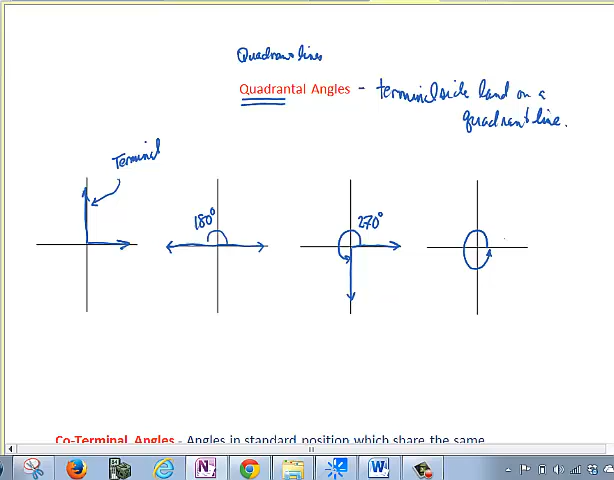 Quadrant lines
Quadrantal Angles - terminal side land on a
quadrant line.
Terminal
180°
270°
Co-Terminal Angles - Angles in standard position which share the same